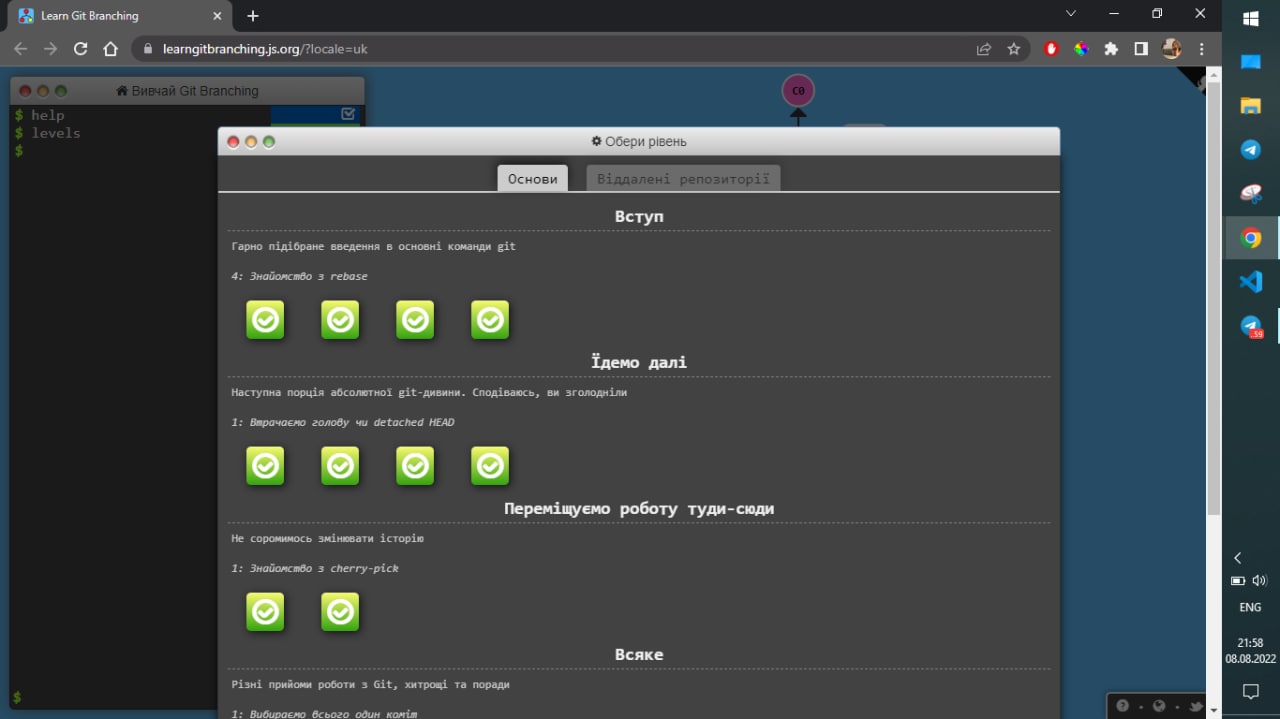 Learn Git Branching
learngitbranching.js.org/?locale=uk
Вивчай Git Branching
$ help
$ levels
$
C0
Обери рівень
Основи
Віддалені репозиторії
Вступ
Гарно підібране введення в основні команди git
4: Знайомство з rebase
Їдемо далі
Наступна порція абсолютної git-дивини. Сподіваюсь, ви зголодніли
1: Втрачаємо голову чи detached HEAD
Переміщуємо роботу туди-сюди
Не соромимось змінювати історію
1: Знайомство з cherry-pick
Всяке
Різні прийоми роботи з Git, хитрощі та поради
1: Вибираємо всього один коміт
$
59
ENG
21:58
08.08.2022